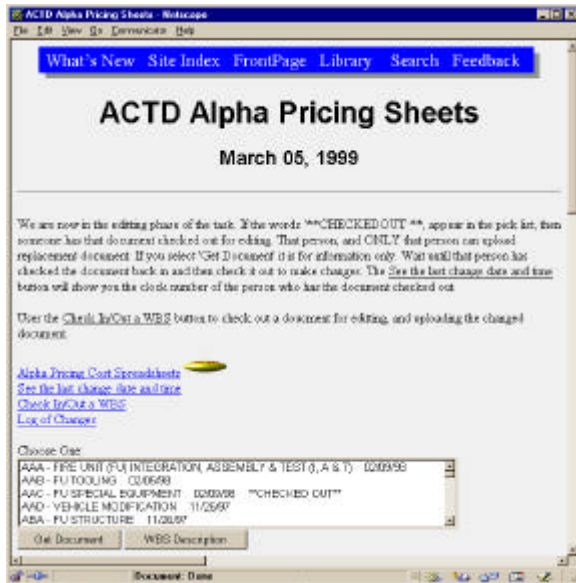 ACTD Alpha Pricing Sheets - Netscape
File Edit View Go Communicator Help
What's New Site Index FrontPage Library Search Feedback
ACTD Alpha Pricing Sheets
March 05, 1999
We are now in the editting phase of the task. If the words "**CHECKED OUT **, appear in the pick list, then
someone has that document checked out for editing. That person, and ONLY that person can upload
replacement document. If you select 'Get Document' it is for information only. Wait until that person has
checked the document back in and then check it out to make changes. The See the last change date and time
button will show you the clock number of the person who has the document checked out
User the Check In/Out a WBS button to check out a document for editing, and uploading the changed
document.
Alpha Pricing Cost Spreadsheets
See the last change date and time
Check In/Out a WBS
Log of Changes
Choose One
AAA - FIRE UNIT (FU) INTEGRATION, ASSEMBLY & TEST (I, A & T) 02/09/98
AAB - FU TOOLING 02/06/98
AAC - FU SPECIAL EQUIPMENT 02/09/98 **CHECKED OUT**
AAD - VEHICLE MODIFICATION 11/26/97
ABA - FU STRUCTURE 11/26/97
Get Document WBS Description
Document: Done